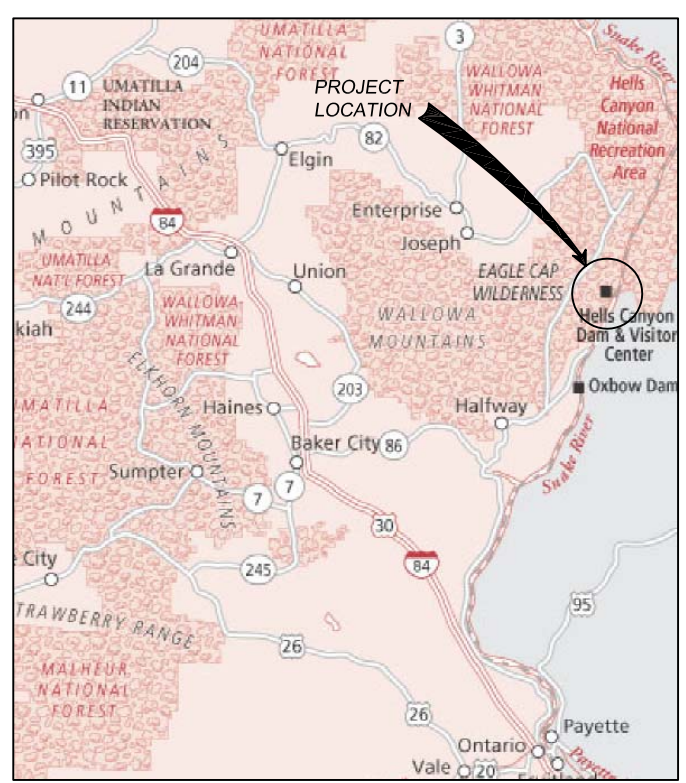 UMATILLA
NATIONAL
FOREST
3
Snake River
204
11
UMATILLA
INDIAN
RESERVATION
PROJECT
LOCATION
WALLOWA-
WHITMAN
NATIONAL
FOREST
Hells
Canyon
National
Recreation
Area
on
395
82
Elgin
Pilot Rock
MOUNTAINS
84
Enterprise
Joseph
UMATILLA
NAT'L FOREST
La Grande
Union
EAGLE CAP
WILDERNESS
244
kiah
WALLOWA-
WHITMAN
NATIONAL
FOREST
WALLOWA
MOUNTAINS
Hells Canyon
Dam & Visitor
Center
ELKHORN MOUNTAINS
203
Oxbow Dam
UMATILLA
NATIONAL
FOREST
Haines
Halfway
Baker City
86
Snake River
Sumpter
7
7
30
e City
245
84
95
TRAWBERRY RANGE
26
MALHEUR
NATIONAL
FOREST
26
Payette
Ontario
Payette
Vale
20